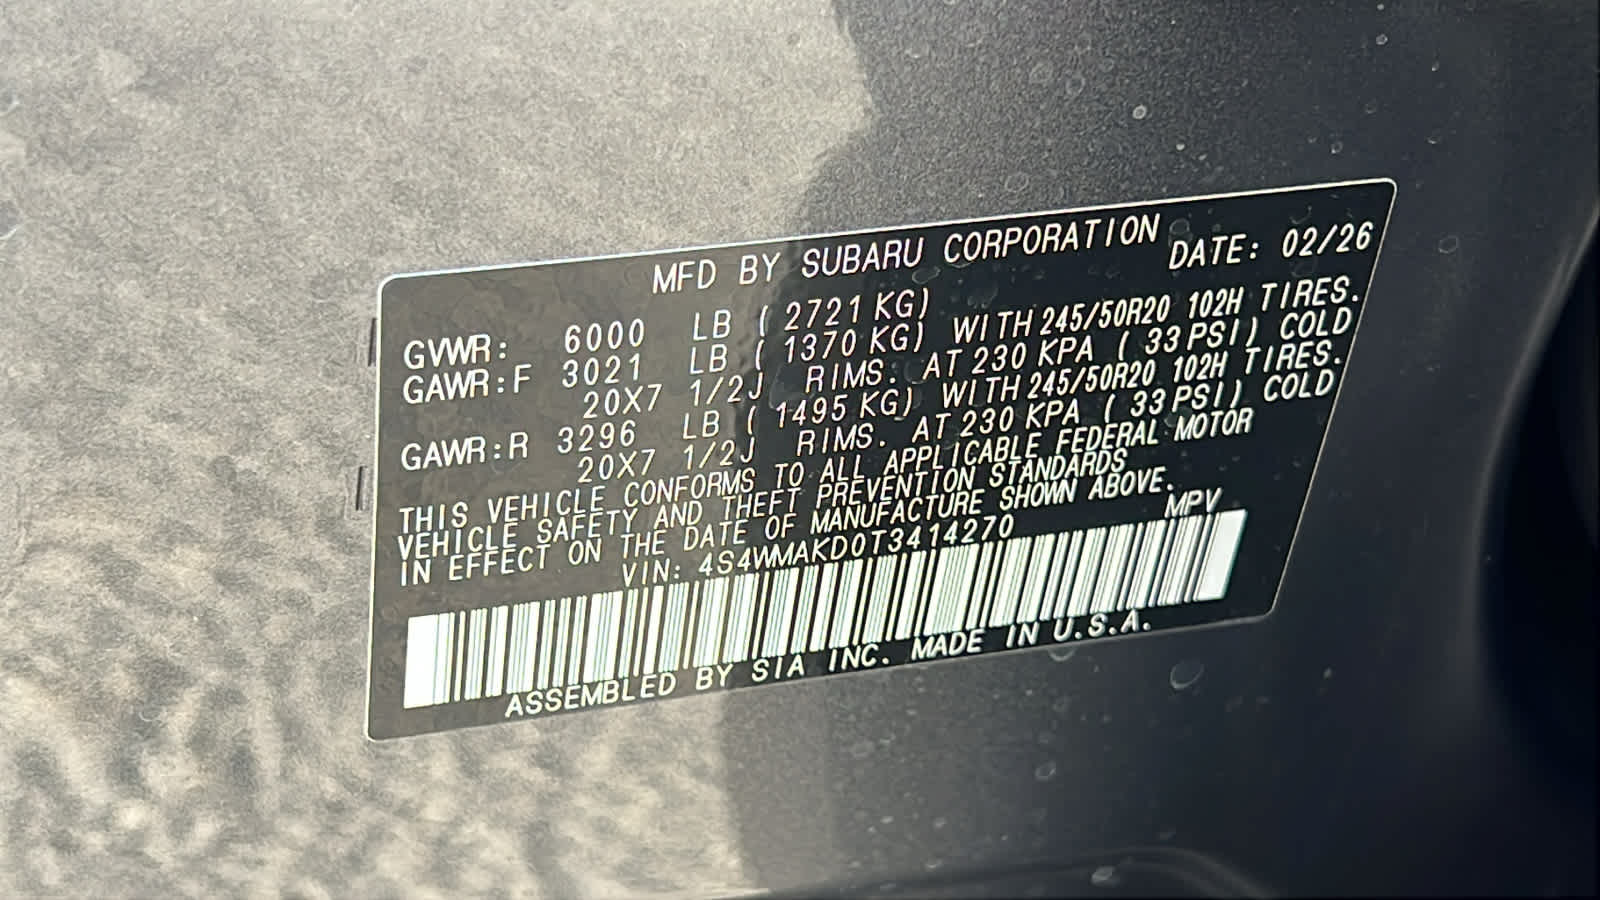 MFD BY SUBARU CORPORATION
DATE: 02/26
GVWR: 6000 LB ( 2721 KG)
GAWR:F 3021 LB ( 1370 KG) WITH 245/50R20 102H TIRES.
20X7 1/2J RIMS. AT 230 KPA ( 33 PSI) COLD
GAWR:R 3296 LB ( 1495 KG) WITH 245/50R20 102H TIRES.
20X7 1/2J RIMS. AT 230 KPA ( 33 PSI) COLD
THIS VEHICLE CONFORMS TO ALL APPLICABLE FEDERAL MOTOR
VEHICLE SAFETY AND THEFT PREVENTION STANDARDS
IN EFFECT ON THE DATE OF MANUFACTURE SHOWN ABOVE.
VIN: 4S4WMAKD0T3414270 MPV
ASSEMBLED BY SIA INC. MADE IN U.S.A.